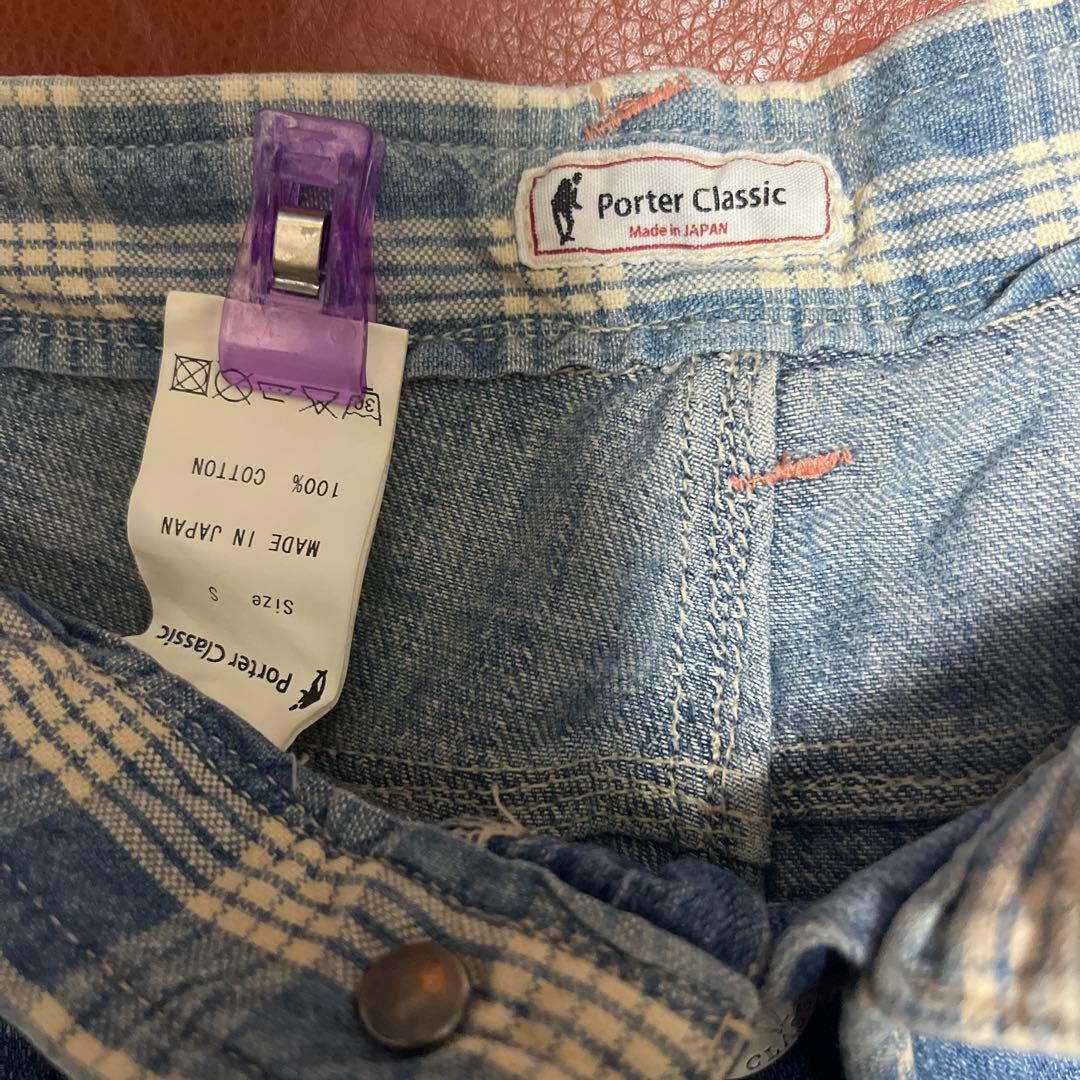 Porter Classic
Made in JAPAN
Porter Classic
Size S
MADE IN JAPAN
100% COTTON
30